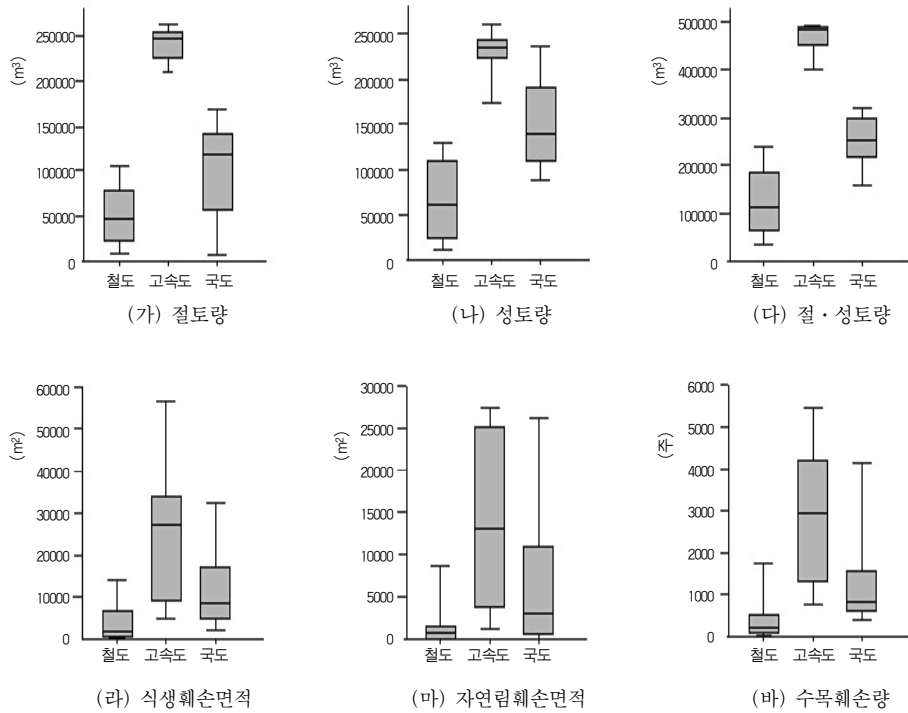 (m³)
250000
200000
150000
100000
50000
0
철도 고속도 국도
(가) 절토량
(m³)
250000
200000
150000
100000
50000
0
철도 고속도 국도
(나) 성토량
(m³)
500000
400000
300000
200000
100000
0
철도 고속도 국도
(다) 절・성토량
(m²)
60000
50000
40000
30000
20000
10000
0
철도 고속도 국도
(라) 식생훼손면적
(m²)
30000
25000
20000
15000
10000
5000
0
철도 고속도 국도
(마) 자연림훼손면적
(주)
6000
5000
4000
3000
2000
1000
0
철도 고속도 국도
(바) 수목훼손량